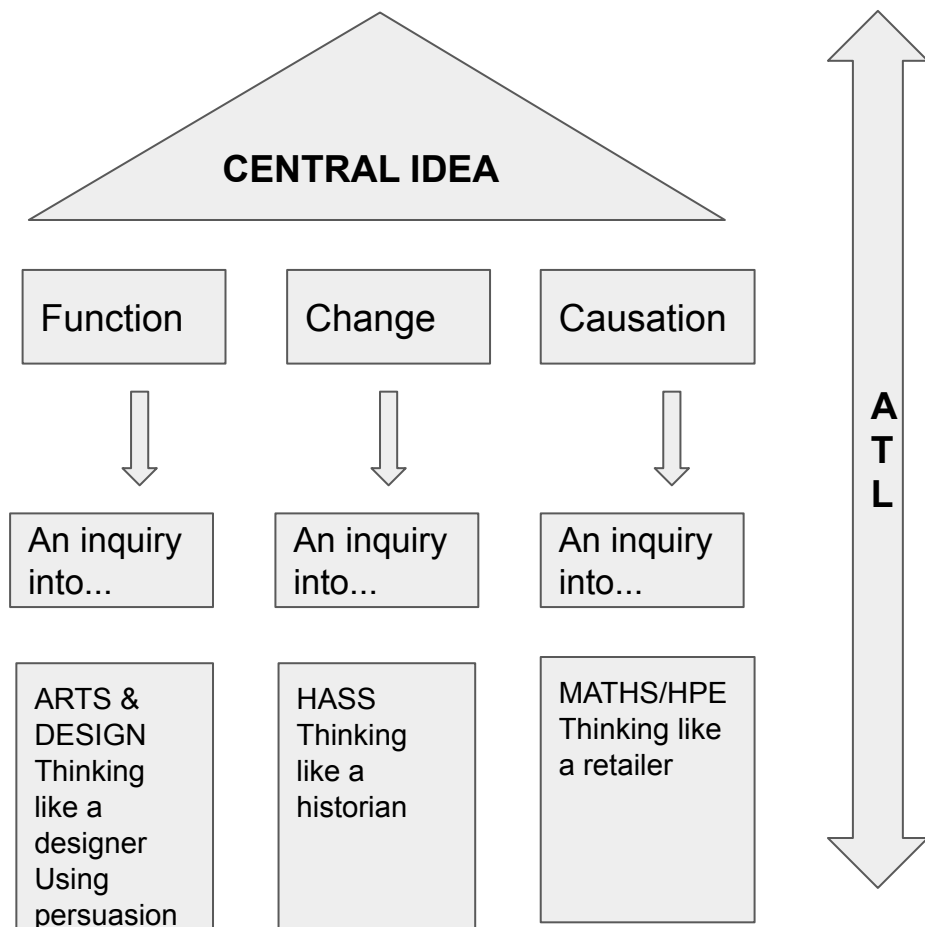 CENTRAL IDEA
Function
Change
Causation
An inquiry
into...
An inquiry
into...
An inquiry
into...
ARTS &
DESIGN
Thinking
like a
designer
Using
persuasion
HASS
Thinking
like a
historian
MATHS/HPE
Thinking like
a retailer
A
T
L